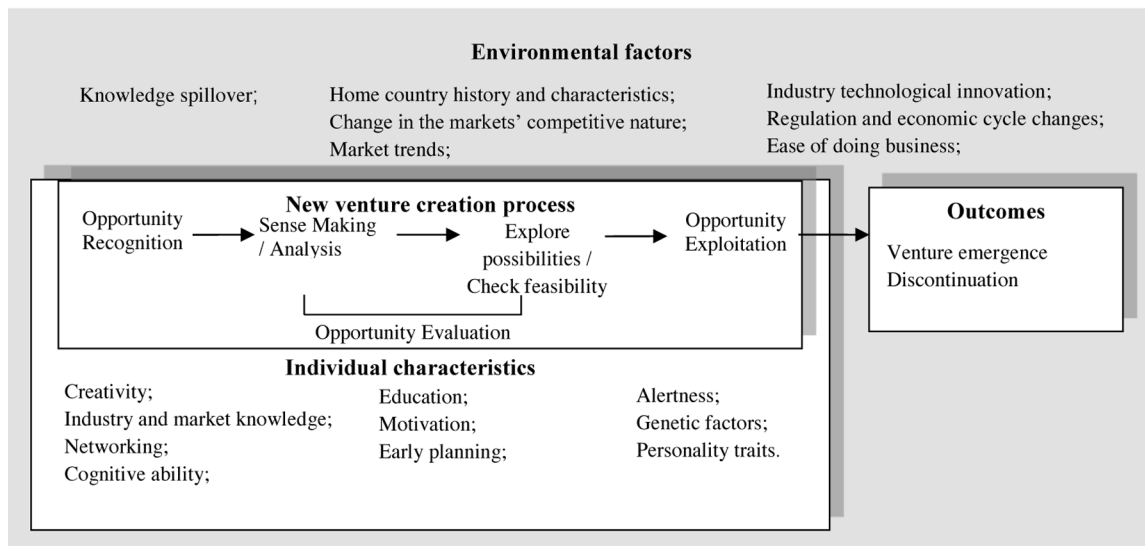 Environmental factors
Knowledge spillover;
Home country history and characteristics;
Change in the markets' competitive nature;
Market trends;
Industry technological innovation;
Regulation and economic cycle changes;
Ease of doing business;
New venture creation process
Opportunity
Recognition
Sense Making
/ Analysis
Explore
possibilities /
Check feasibility
Opportunity
Exploitation
Opportunity Evaluation
Outcomes
Venture emergence
Discontinuation
Individual characteristics
Creativity;
Industry and market knowledge;
Networking;
Cognitive ability;
Education;
Motivation;
Early planning;
Alertness;
Genetic factors;
Personality traits.